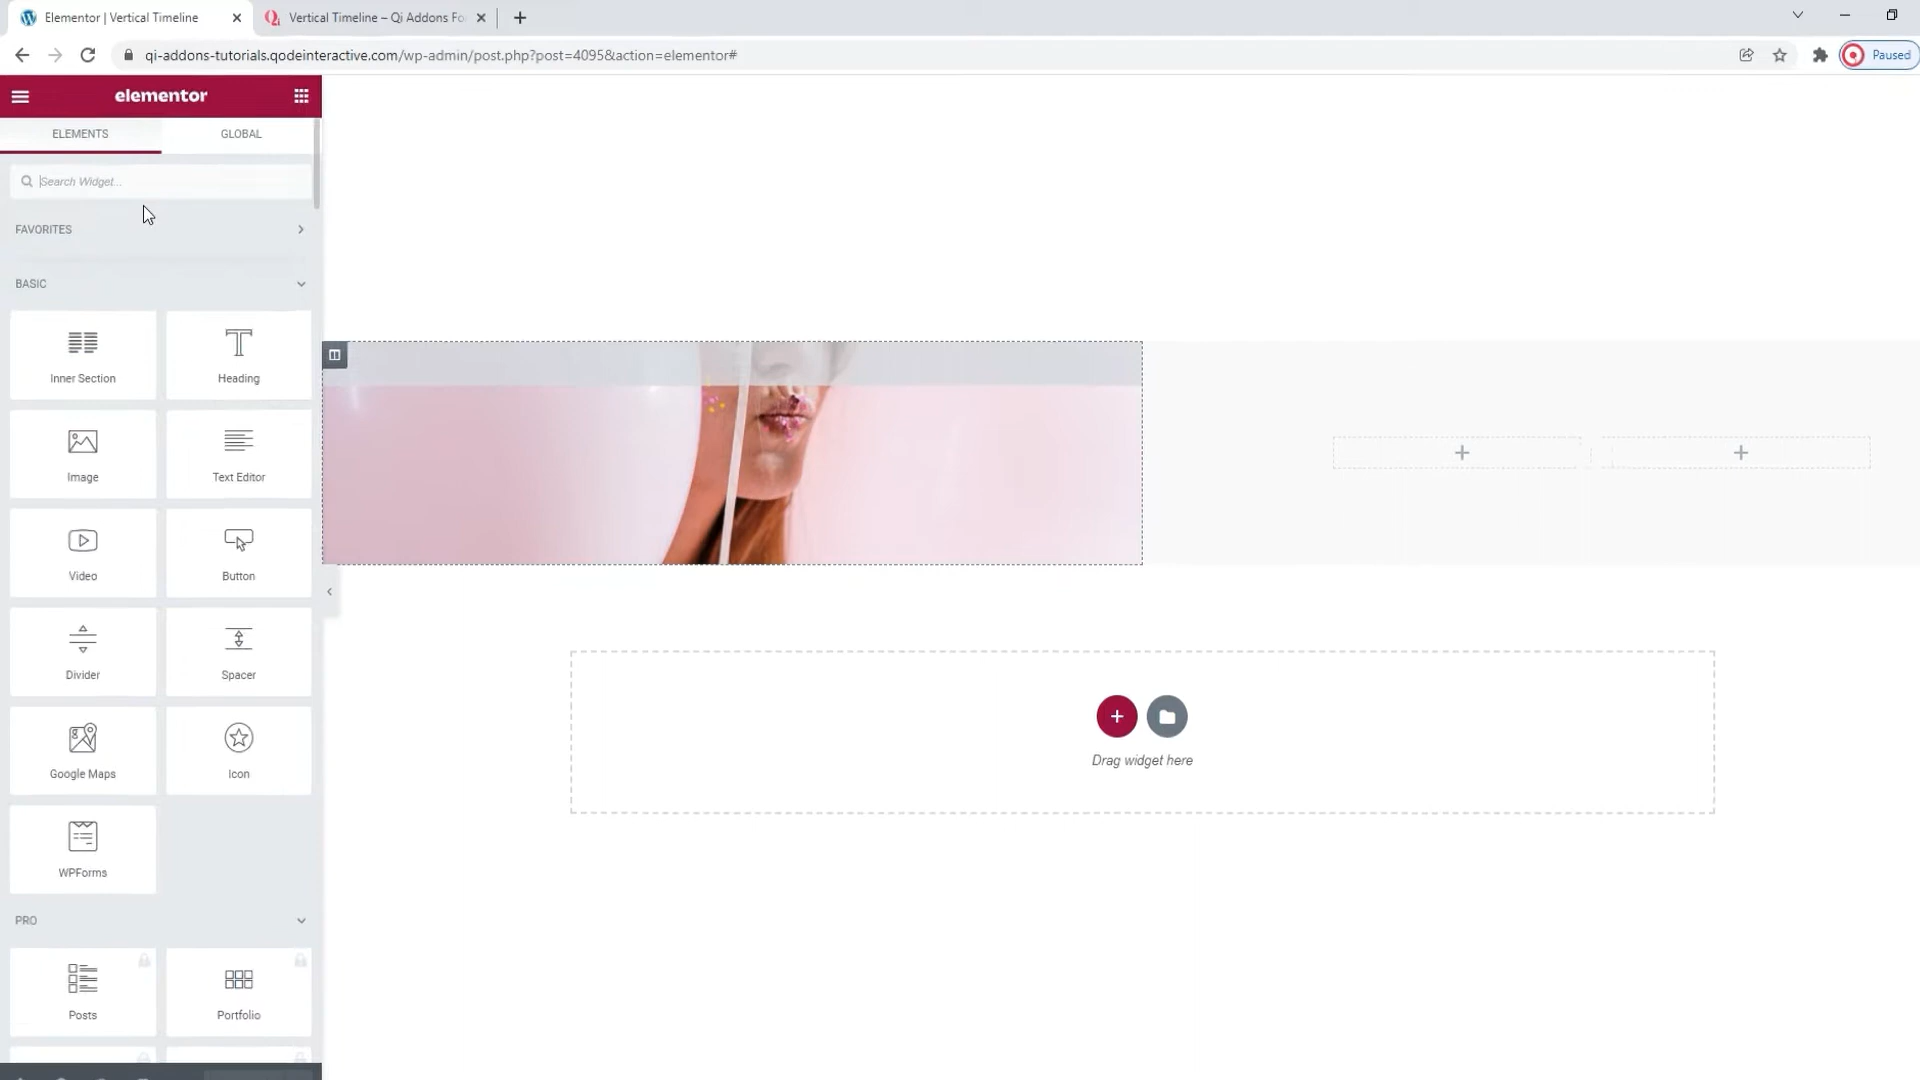 Elementor | Vertical Timeline
Vertical Timeline – Qi Addons Fo
qi-addons-tutorials.qodeinteractive.com/wp-admin/post.php?post=4095&action=elementor#
Paused
elementor
ELEMENTS
GLOBAL
Search Widget...
FAVORITES
BASIC
Inner Section
Heading
Image
Text Editor
Video
Button
Divider
Spacer
Google Maps
Icon
WPForms
PRO
Posts
Portfolio
Drag widget here